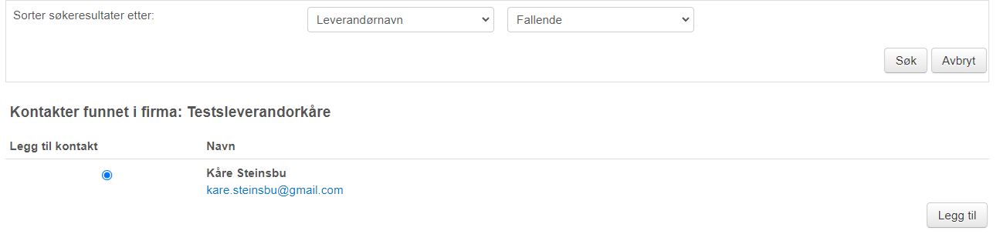 Sorter søkeresultater etter: Leverandørnavn Fallende
Søk Avbryt
Kontakter funnet i firma: Testsleverandorkåre
Legg til kontakt Navn
Kåre Steinsbu
kare.steinsbu@gmail.com
Legg til